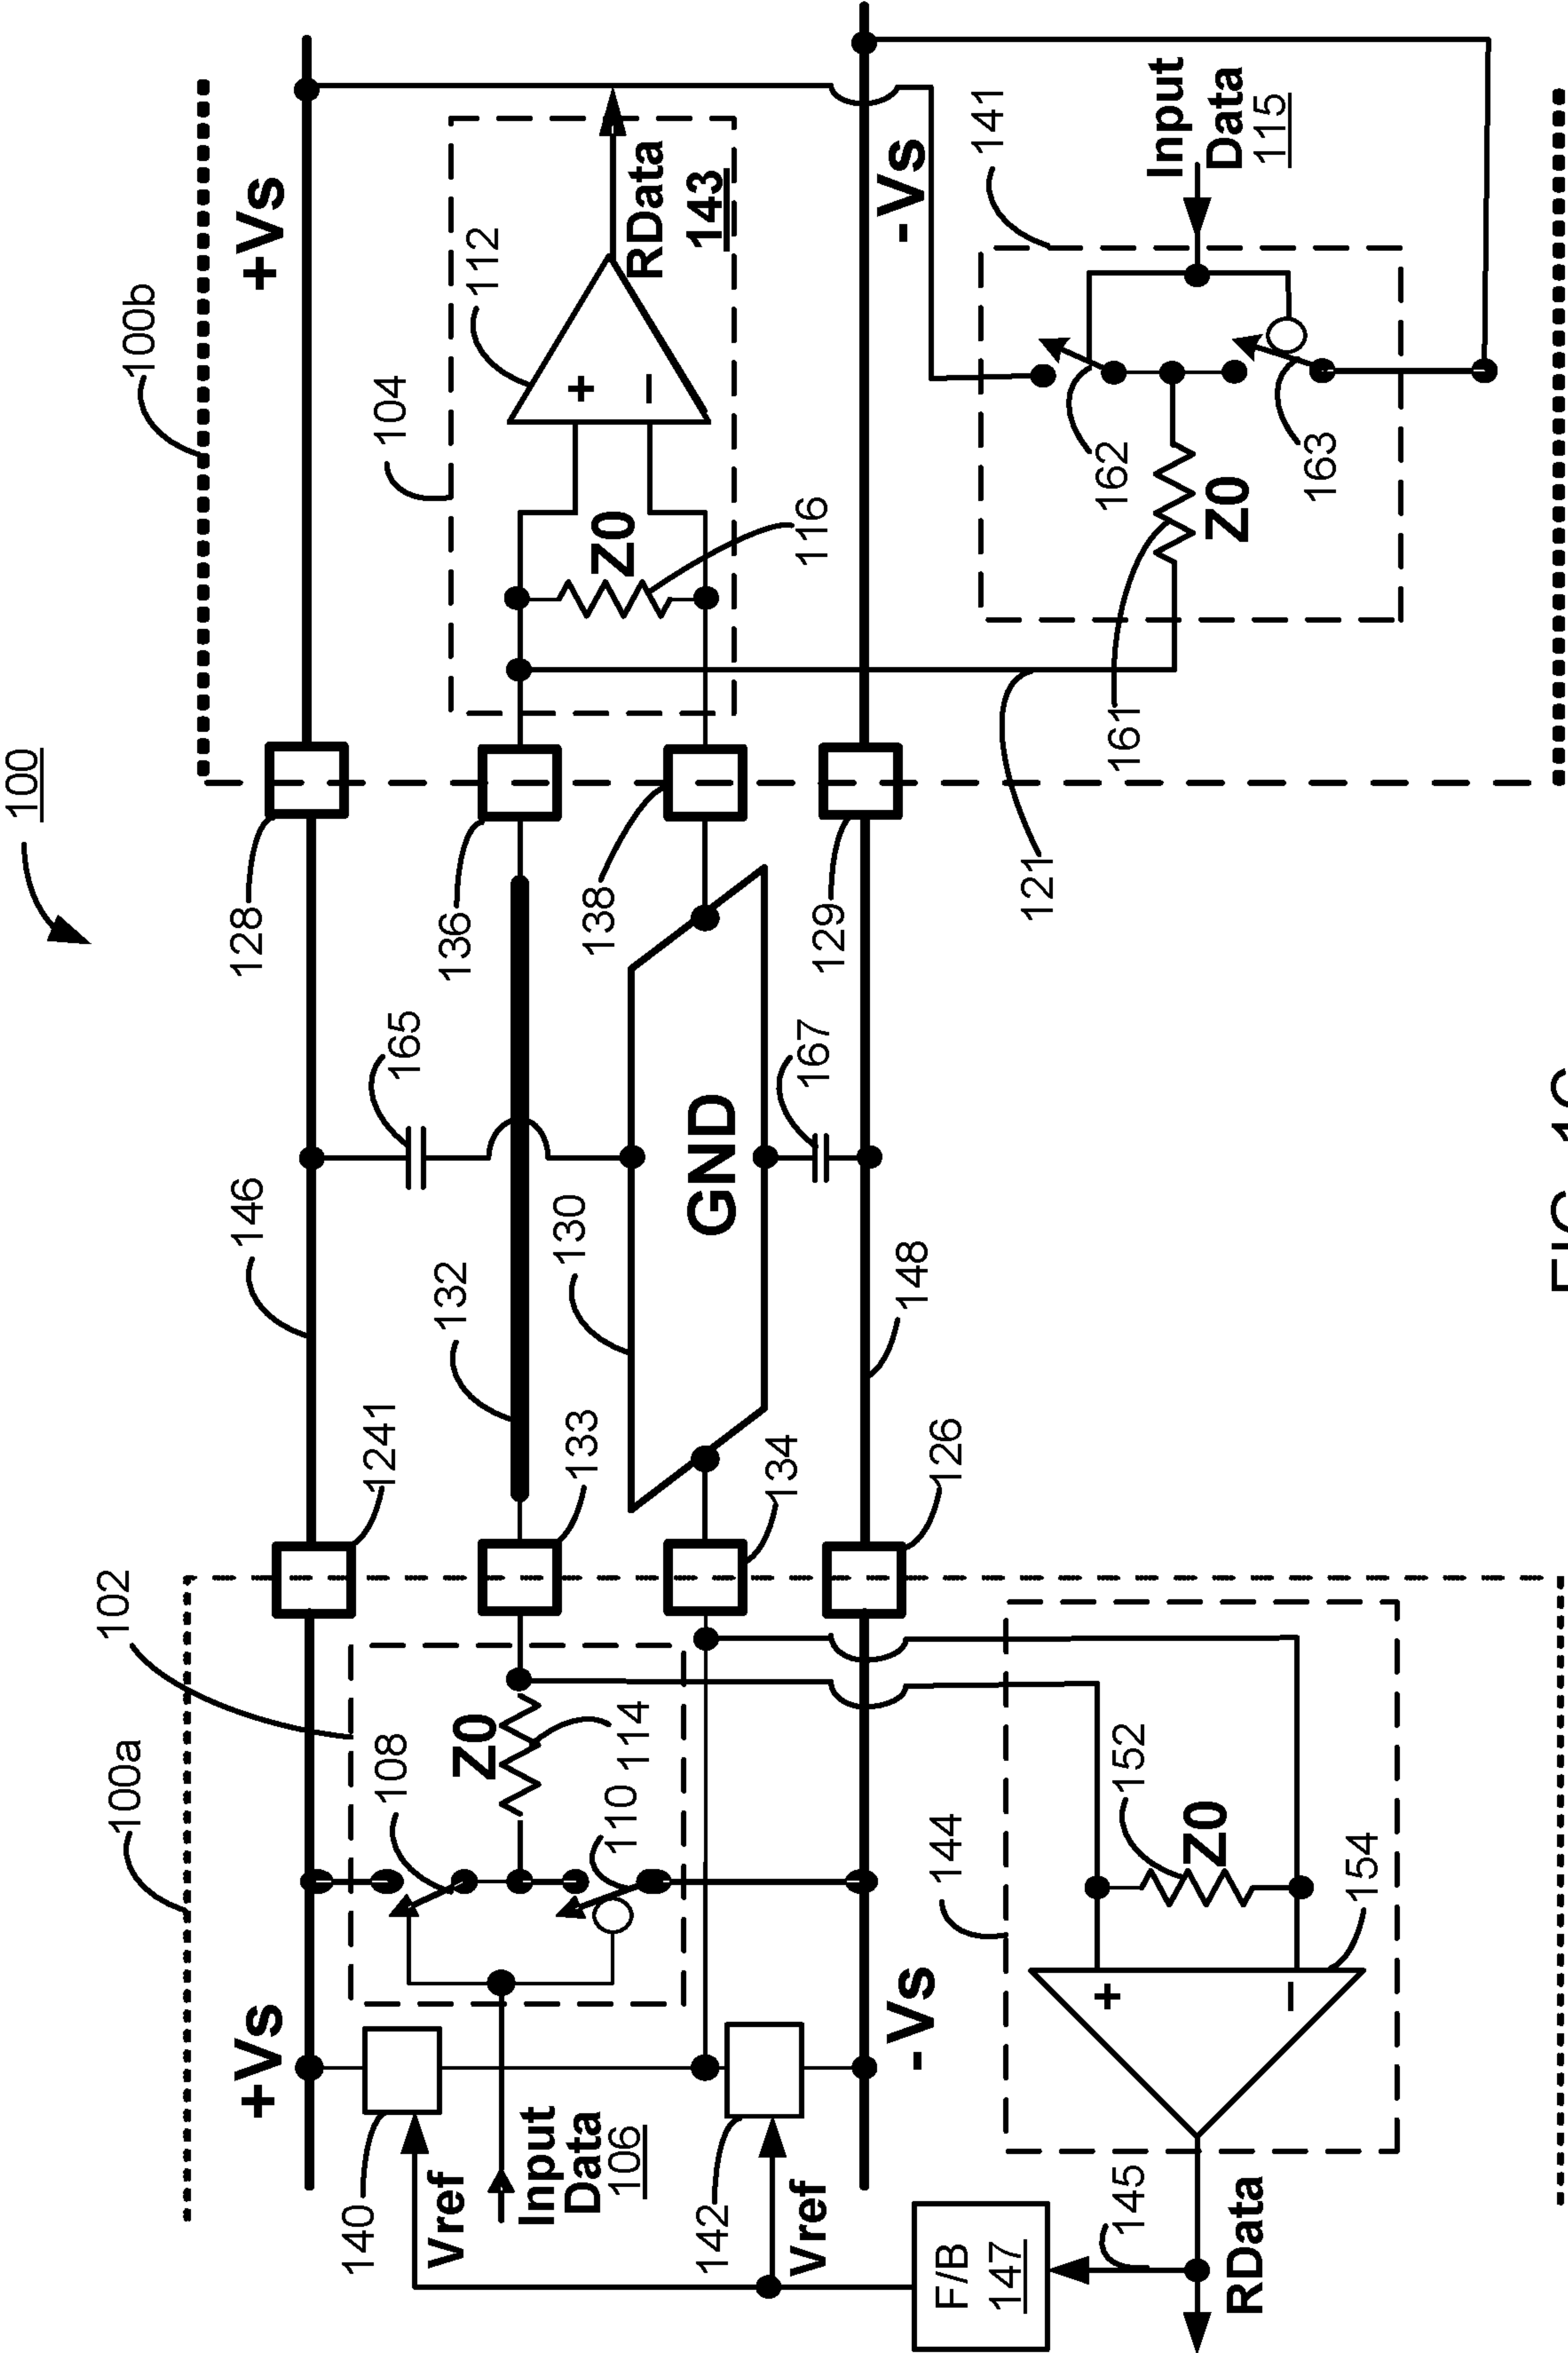 100
100a
102
1241
146
165
128
100b
+Vs
+Vs
108
Z0
114
110
133
132
136
104
112
+
−
Z0
116
RData
143
140
Vref
Input
Data
106
142
Vref
-Vs
134
130
GND
138
167
126
148
129
-Vs
121
141
Input
Data
115
162
163
161
Z0
144
152
Z0
+
−
154
F/B
147
145
RData